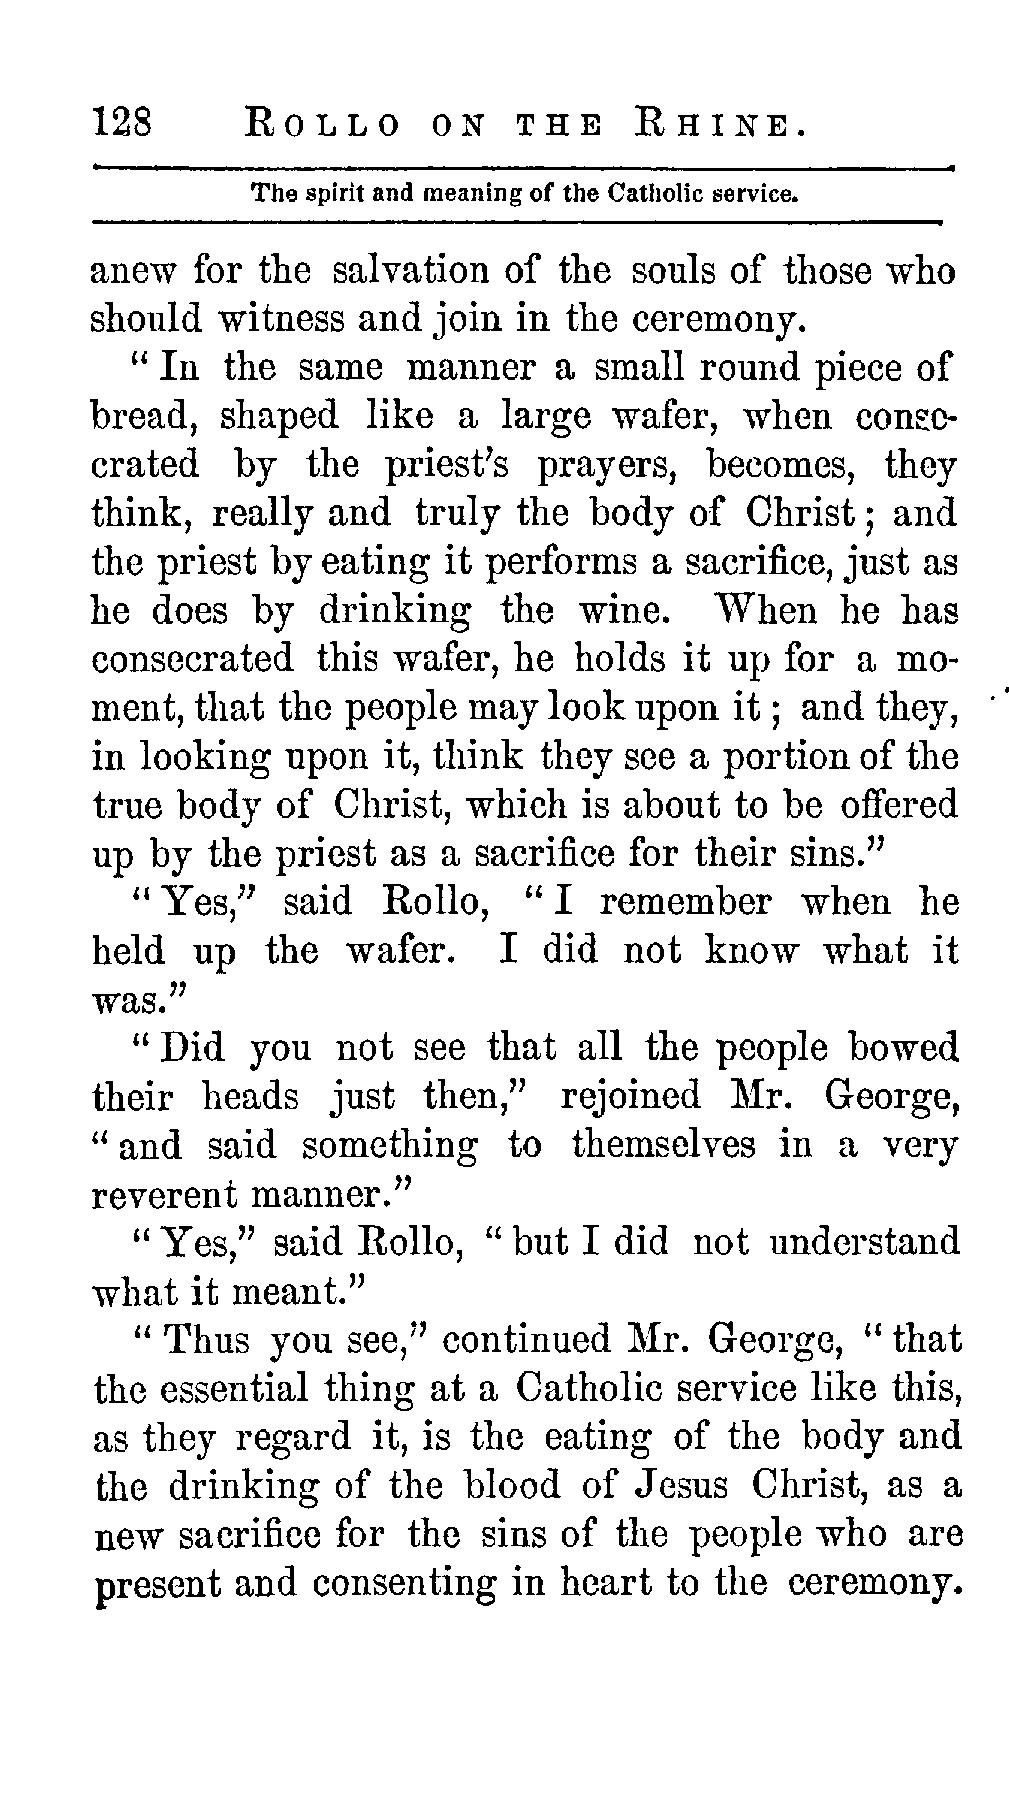 128 ROLLO ON THE RHINE.
The spirit and meaning of the Catholic service.
anew for the salvation of the souls of those who
should witness and join in the ceremony.
“ In the same manner a small round piece of
bread, shaped like a large wafer, when conse-
crated by the priest’s prayers, becomes, they
think, really and truly the body of Christ ; and
the priest by eating it performs a sacrifice, just as
he does by drinking the wine. When he has
consecrated this wafer, he holds it up for a mo-
ment, that the people may look upon it ; and they,
in looking upon it, think they see a portion of the
true body of Christ, which is about to be offered
up by the priest as a sacrifice for their sins.”
“ Yes,” said Rollo, “ I remember when he
held up the wafer. I did not know what it
was.”
“ Did you not see that all the people bowed
their heads just then,” rejoined Mr. George,
“ and said something to themselves in a very
reverent manner.”
“ Yes,” said Rollo, “ but I did not understand
what it meant.”
“ Thus you see,” continued Mr. George, “ that
the essential thing at a Catholic service like this,
as they regard it, is the eating of the body and
the drinking of the blood of Jesus Christ, as a
new sacrifice for the sins of the people who are
present and consenting in heart to the ceremony.